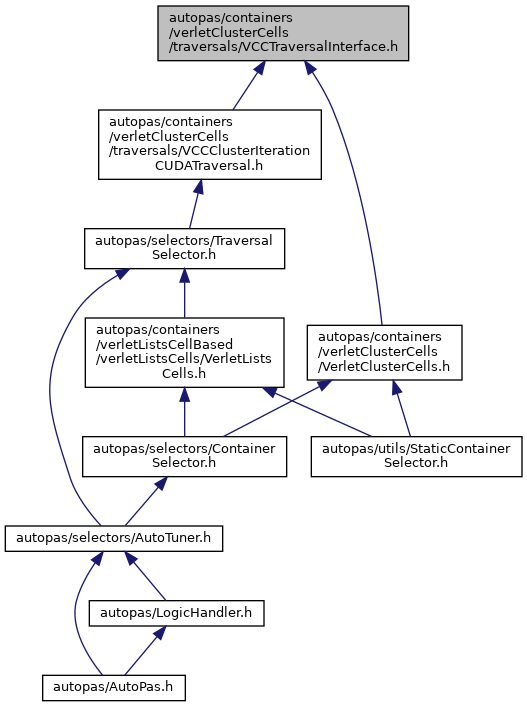 autopas/containers
/verletClusterCells
/traversals/VCCTraversalInterface.h
autopas/containers
/verletClusterCells
/traversals/VCCClusterIteration
CUDATraversal.h
autopas/selectors/Traversal
Selector.h
autopas/containers
/verletListsCellBased
/verletListsCells/VerletLists
Cells.h
autopas/containers
/verletClusterCells
/VerletClusterCells.h
autopas/selectors/Container
Selector.h
autopas/utils/StaticContainer
Selector.h
autopas/selectors/AutoTuner.h
autopas/LogicHandler.h
autopas/AutoPas.h